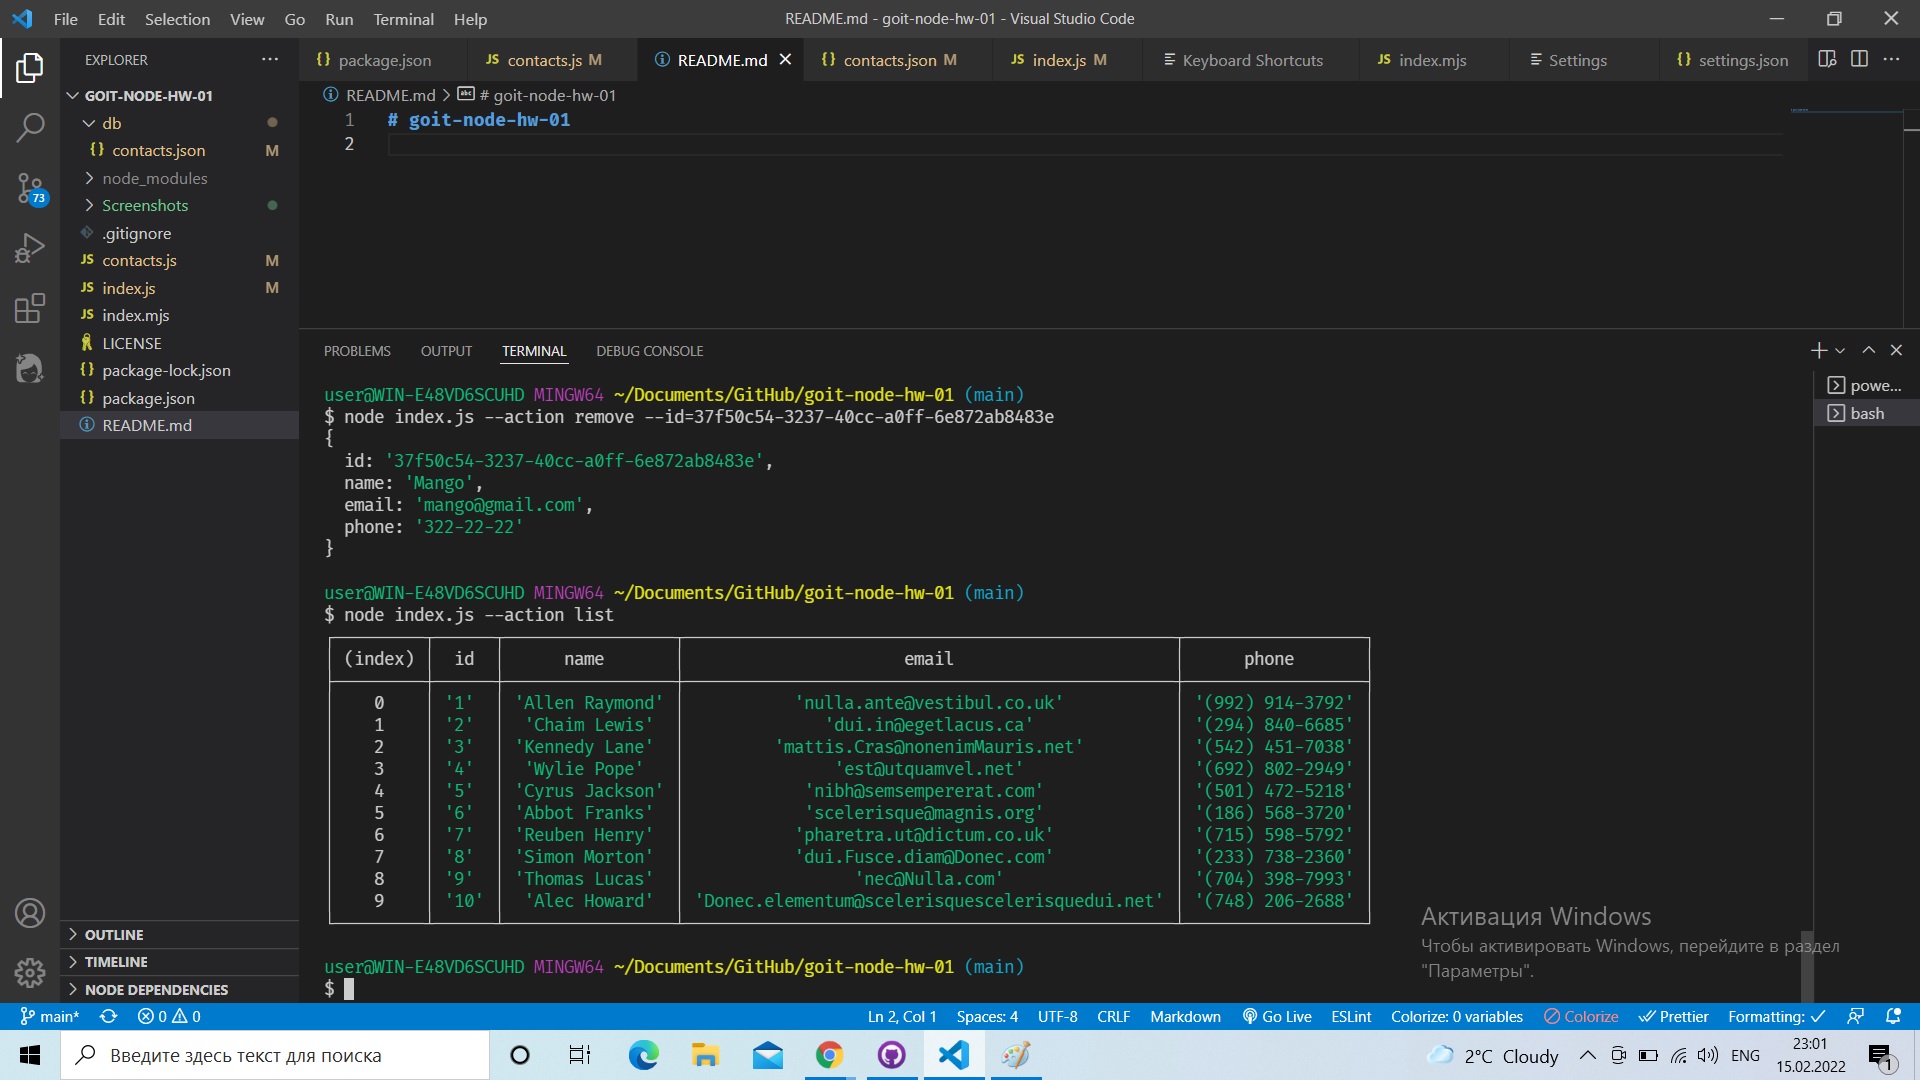 File Edit Selection View Go Run Terminal Help
README.md - goit-node-hw-01 - Visual Studio Code
EXPLORER
package.json
contacts.js M
README.md
contacts.json M
index.js M
Keyboard Shortcuts
index.mjs
Settings
settings.json
GOIT-NODE-HW-01
db
contacts.json M
node_modules
Screenshots
.gitignore
contacts.js M
index.js M
index.mjs
LICENSE
package-lock.json
package.json
README.md
73
OUTLINE
TIMELINE
NODE DEPENDENCIES
README.md > # goit-node-hw-01
1 # goit-node-hw-01
2
PROBLEMS OUTPUT TERMINAL DEBUG CONSOLE
powe...
bash
user@WIN-E48VD6SCUHD MINGW64 ~/Documents/GitHub/goit-node-hw-01 (main)
$ node index.js --action remove --id=37f50c54-3237-40cc-a0ff-6e872ab8483e
{
id: '37f50c54-3237-40cc-a0ff-6e872ab8483e',
name: 'Mango',
email: 'mango@gmail.com',
phone: '322-22-22'
}
user@WIN-E48VD6SCUHD MINGW64 ~/Documents/GitHub/goit-node-hw-01 (main)
$ node index.js --action list
(index) id name email phone
0 '1' 'Allen Raymond' 'nulla.ante@vestibul.co.uk' '(992) 914-3792'
1 '2' 'Chaim Lewis' 'dui.in@egetlacus.ca' '(294) 840-6685'
2 '3' 'Kennedy Lane' 'mattis.Cras@nonenimMauris.net' '(542) 451-7038'
3 '4' 'Wylie Pope' 'est@utquamvel.net' '(692) 802-2949'
4 '5' 'Cyrus Jackson' 'nibh@semsempererat.com' '(501) 472-5218'
5 '6' 'Abbot Franks' 'scelerisque@magnis.org' '(186) 568-3720'
6 '7' 'Reuben Henry' 'pharetra.ut@dictum.co.uk' '(715) 598-5792'
7 '8' 'Simon Morton' 'dui.Fusce.diam@Donec.com' '(233) 738-2360'
8 '9' 'Thomas Lucas' 'nec@Nulla.com' '(704) 398-7993'
9 '10' 'Alec Howard' 'Donec.elementum@scelerisquescelerisquedui.net' '(748) 206-2688'
user@WIN-E48VD6SCUHD MINGW64 ~/Documents/GitHub/goit-node-hw-01 (main)
$
Активация Windows
Чтобы активировать Windows, перейдите в раздел
"Параметры".
main* 0 0 Ln 2, Col 1 Spaces: 4 UTF-8 CRLF Markdown Go Live ESLint Colorize: 0 variables Colorize Prettier Formatting:
Введите здесь текст для поиска
2°C Cloudy
ENG
23:01
15.02.2022
1